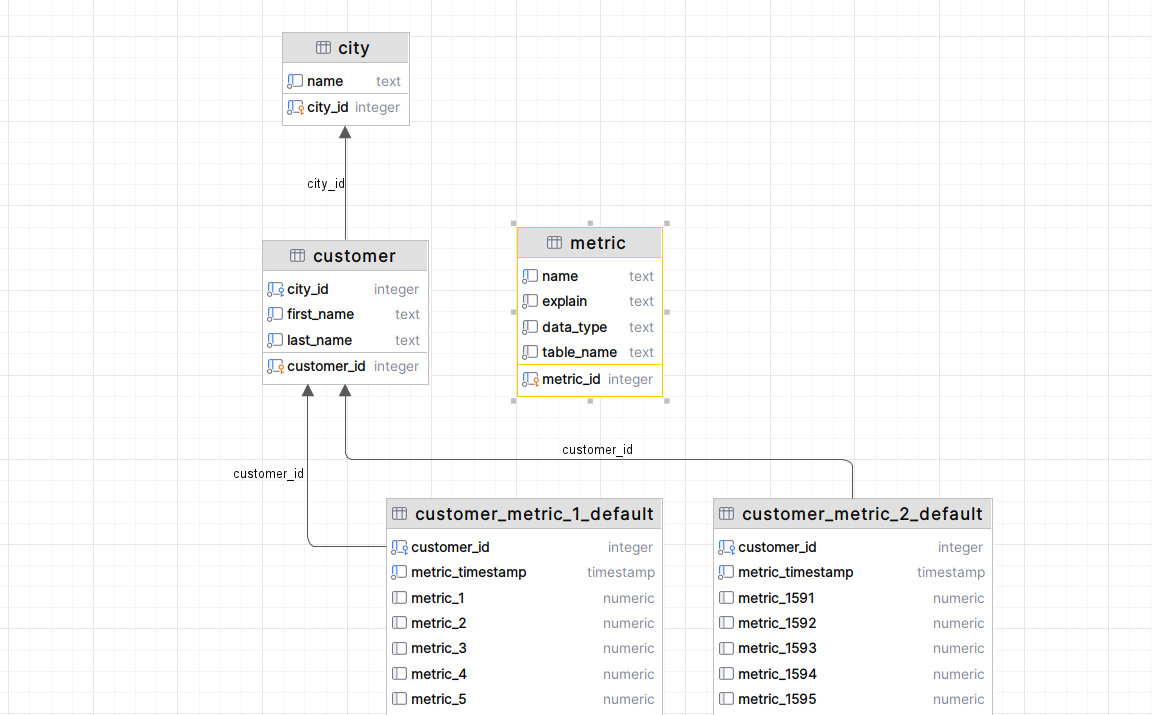 city
name text
city_id integer
city_id
customer
city_id integer
first_name text
last_name text
customer_id integer
metric
name text
explain text
data_type text
table_name text
metric_id integer
customer_id
customer_id
customer_metric_1_default
customer_id integer
metric_timestamp timestamp
metric_1 numeric
metric_2 numeric
metric_3 numeric
metric_4 numeric
metric_5 numeric
customer_metric_2_default
customer_id integer
metric_timestamp timestamp
metric_1591 numeric
metric_1592 numeric
metric_1593 numeric
metric_1594 numeric
metric_1595 numeric